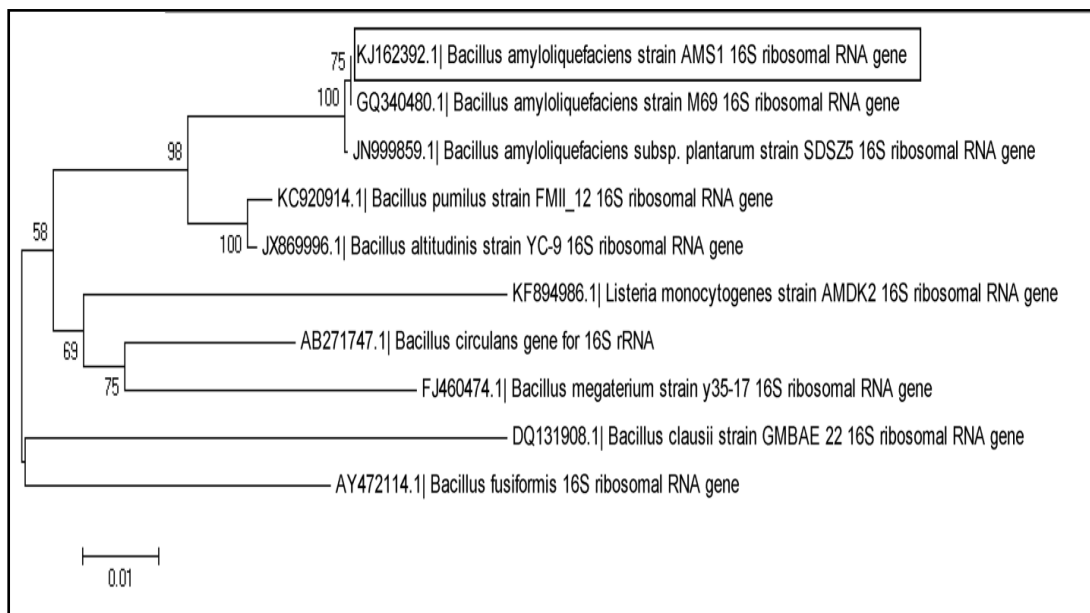 75
KJ162392.1| Bacillus amyloliquefaciens strain AMS1 16S ribosomal RNA gene
100
GQ340480.1| Bacillus amyloliquefaciens strain M69 16S ribosomal RNA gene
98
JN999859.1| Bacillus amyloliquefaciens subsp. plantarum strain SDSZ5 16S ribosomal RNA gene
KC920914.1| Bacillus pumilus strain FMII_12 16S ribosomal RNA gene
58
100
JX869996.1| Bacillus altitudinis strain YC-9 16S ribosomal RNA gene
KF894986.1| Listeria monocytogenes strain AMDK2 16S ribosomal RNA gene
69
AB271747.1| Bacillus circulans gene for 16S rRNA
75
FJ460474.1| Bacillus megaterium strain y35-17 16S ribosomal RNA gene
DQ131908.1| Bacillus clausii strain GMBAE 22 16S ribosomal RNA gene
AY472114.1| Bacillus fusiformis 16S ribosomal RNA gene
0.01